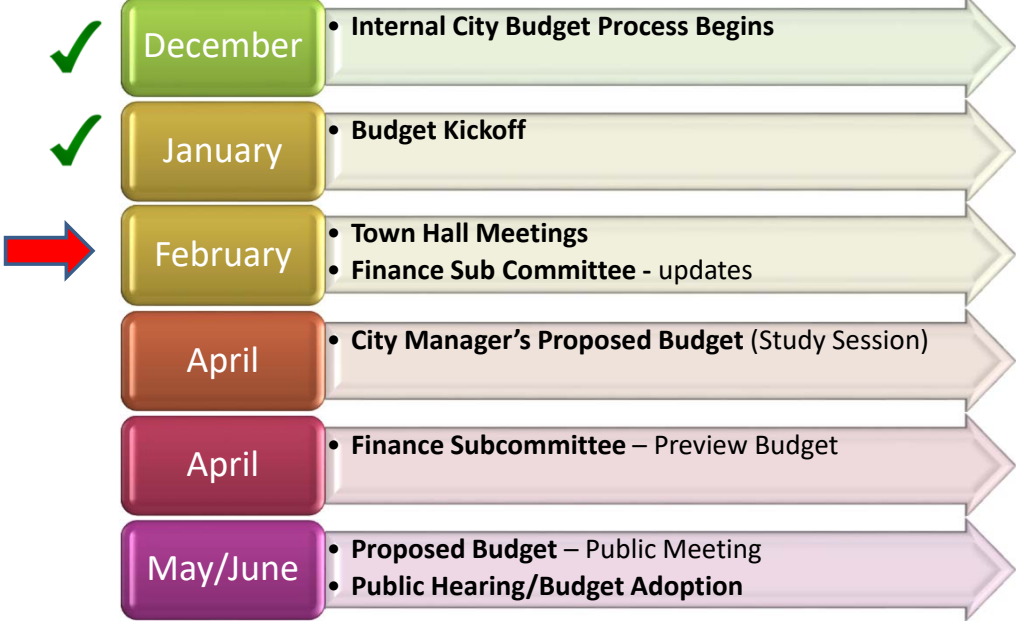 December
• Internal City Budget Process Begins
January
• Budget Kickoff
February
• Town Hall Meetings
• Finance Sub Committee - updates
April
• City Manager’s Proposed Budget (Study Session)
April
• Finance Subcommittee – Preview Budget
May/June
• Proposed Budget – Public Meeting
• Public Hearing/Budget Adoption